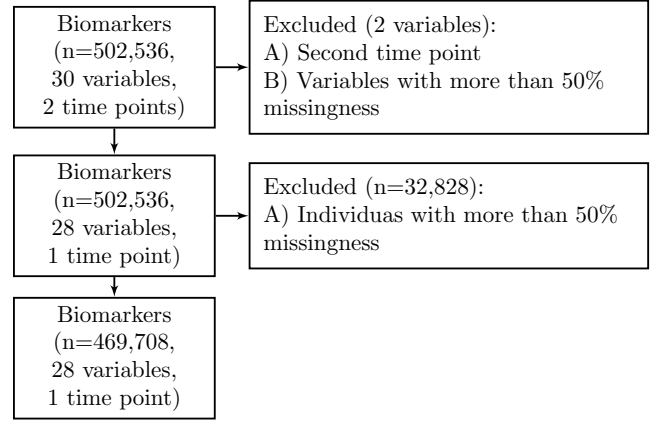 Biomarkers
(n=502,536,
30 variables,
2 time points)
Excluded (2 variables):
A) Second time point
B) Variables with more than 50%
missingness
Biomarkers
(n=502,536,
28 variables,
1 time point)
Excluded (n=32,828):
A) Individuas with more than 50%
missingness
Biomarkers
(n=469,708,
28 variables,
1 time point)